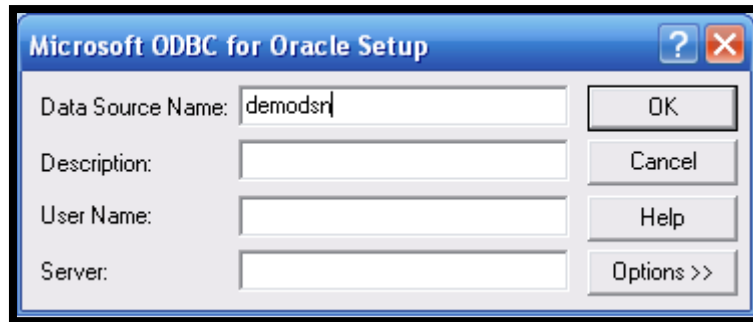 Microsoft ODBC for Oracle Setup
Data Source Name: demodsn OK
Description: Cancel
User Name: Help
Server: Options >>